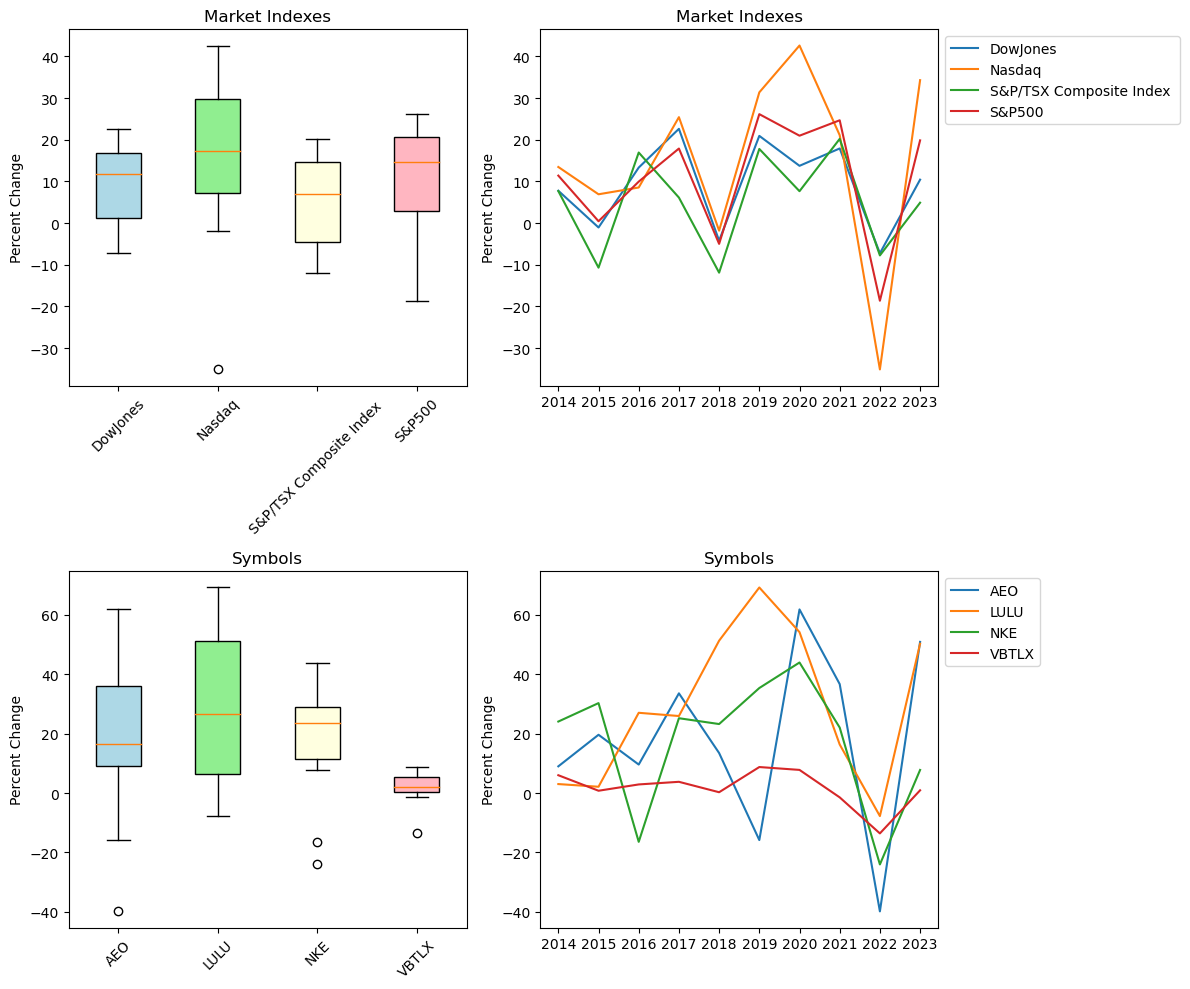 Market Indexes
Percent Change
40
30
20
10
0
−10
−20
−30
DowJones
Nasdaq
S&P/TSX Composite Index
S&P500
Market Indexes
Percent Change
40
30
20
10
0
−10
−20
−30
2014 2015 2016 2017 2018 2019 2020 2021 2022 2023
DowJones
Nasdaq
S&P/TSX Composite Index
S&P500
Symbols
Percent Change
60
40
20
0
−20
−40
AEO
LULU
NKE
VBTLX
Symbols
Percent Change
60
40
20
0
−20
−40
2014 2015 2016 2017 2018 2019 2020 2021 2022 2023
AEO
LULU
NKE
VBTLX